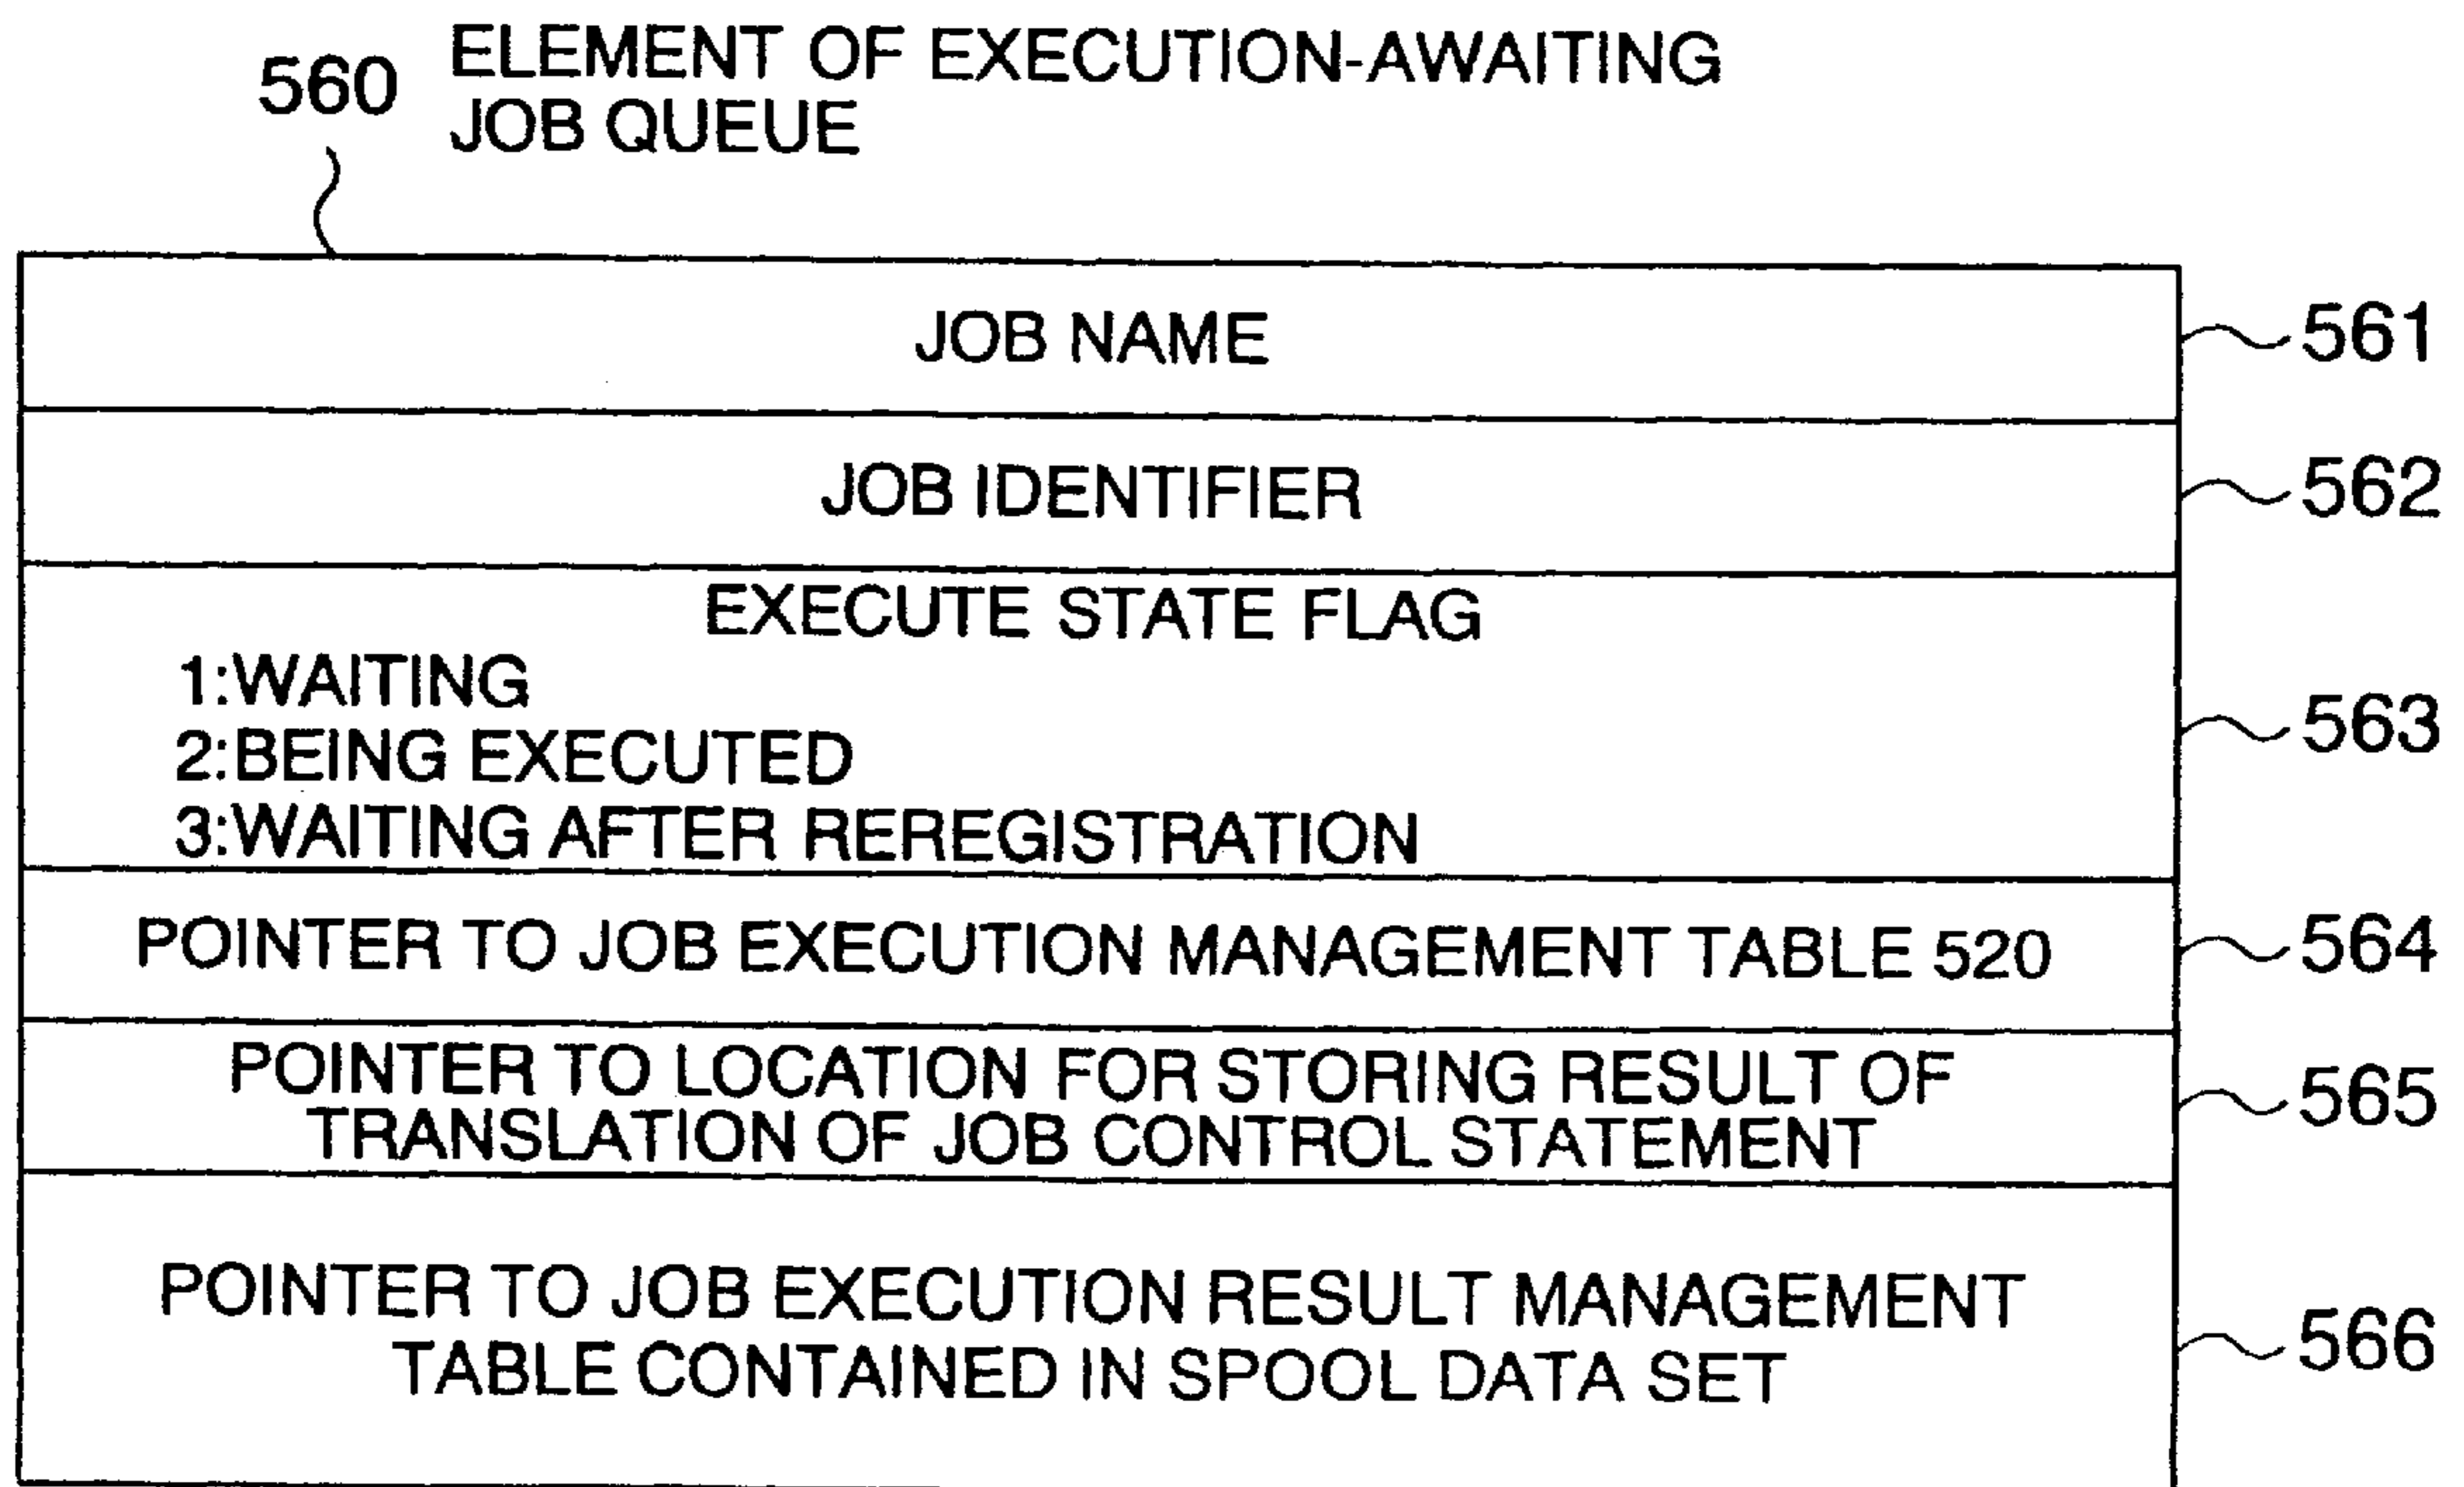 560
ELEMENT OF EXECUTION-AWAITING
JOB QUEUE
JOB NAME
561
JOB IDENTIFIER
562
EXECUTE STATE FLAG
1:WAITING
2:BEING EXECUTED
3:WAITING AFTER REREGISTRATION
563
POINTER TO JOB EXECUTION MANAGEMENT TABLE 520
564
POINTER TO LOCATION FOR STORING RESULT OF
TRANSLATION OF JOB CONTROL STATEMENT
565
POINTER TO JOB EXECUTION RESULT MANAGEMENT
TABLE CONTAINED IN SPOOL DATA SET
566